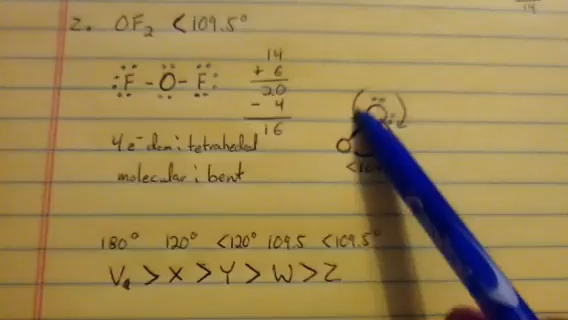 14
2. OF2 <109.5°
:F - O - F:
14
+ 6
20
- 4
16
4 e- dom: tetrahedral
molecular: bent
180° 120° <120° 109.5 <109.5°
> X > Y > W > Z